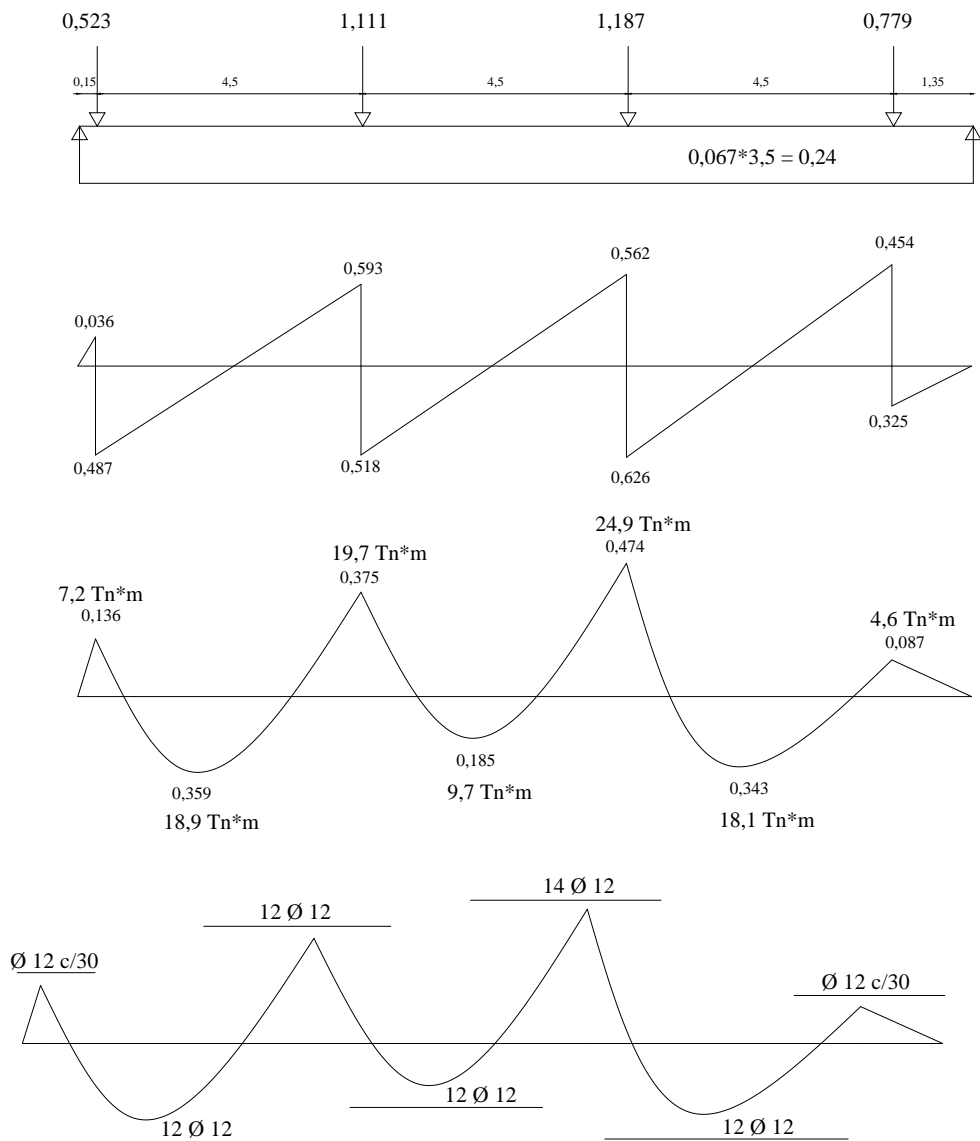 0,523 1,111 1,187 0,779
0,15 4,5 4,5 4,5 1,35
0,067*3,5 = 0,24
0,036 0,593 0,562 0,454
0,487 0,518 0,626 0,325
7,2 Tn*m 19,7 Tn*m 24,9 Tn*m 4,6 Tn*m
0,136 0,375 0,474 0,087
0,359 0,185 0,343
18,9 Tn*m 9,7 Tn*m 18,1 Tn*m
Ø 12 c/30 12 Ø 12 14 Ø 12 Ø 12 c/30
12 Ø 12 12 Ø 12 12 Ø 12